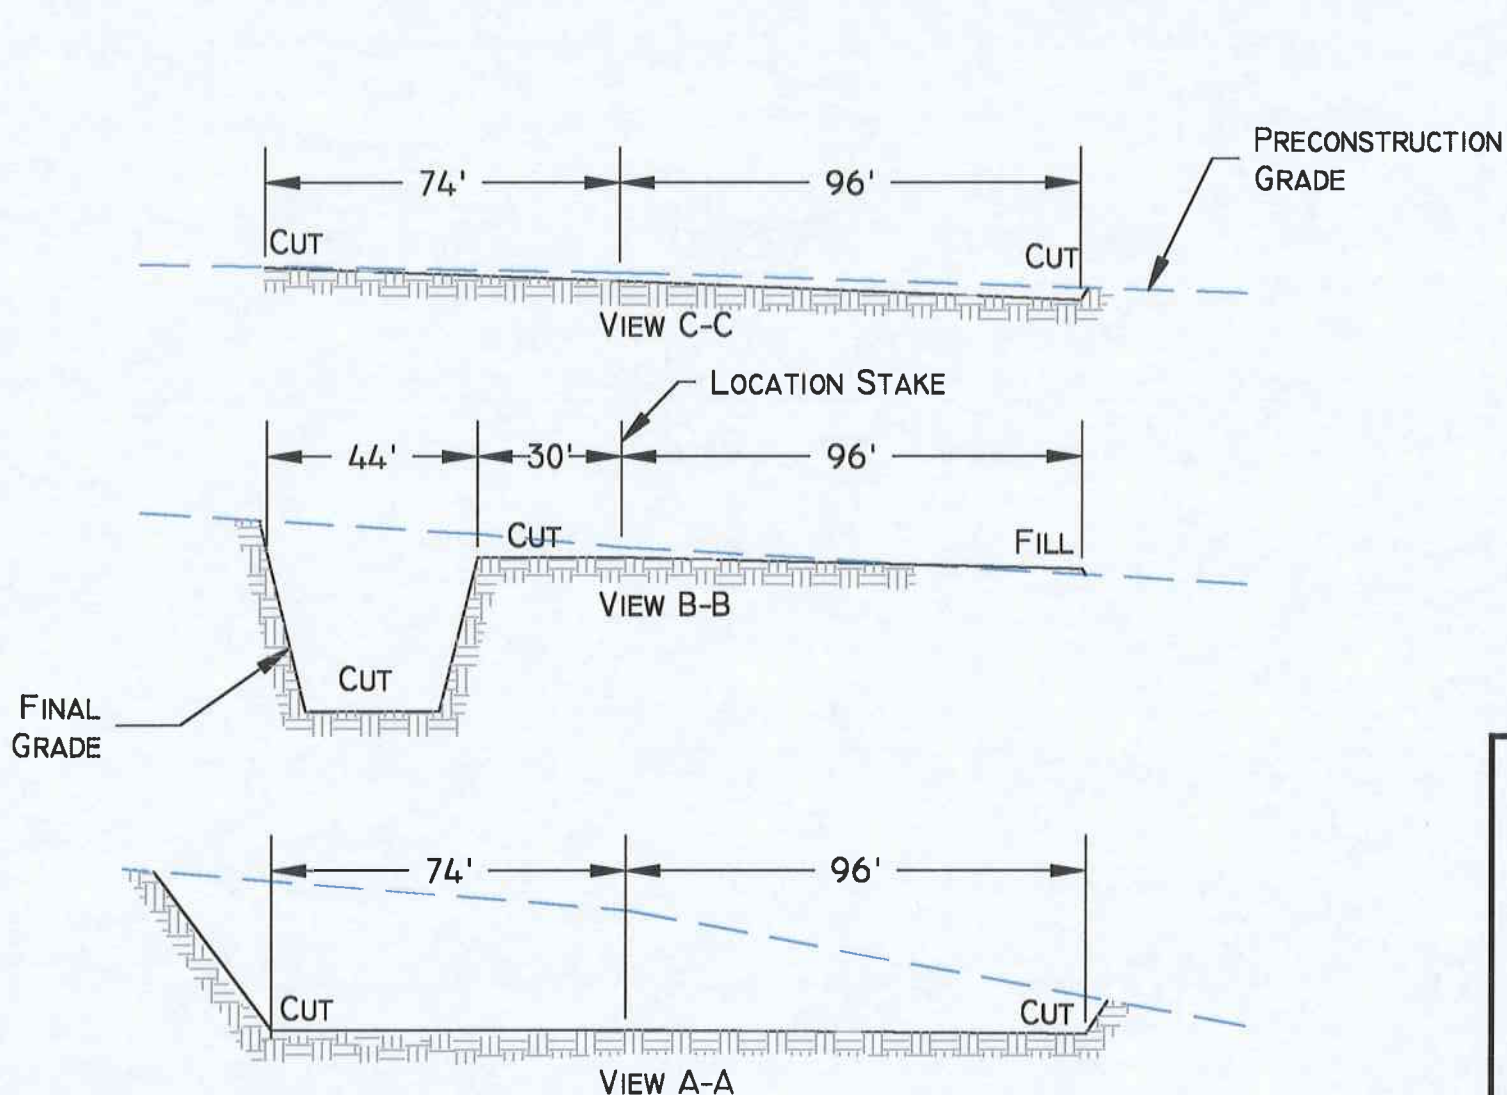 PRECONSTRUCTION
GRADE
74'
96'
CUT
CUT
VIEW C-C
LOCATION STAKE
44'
30'
96'
CUT
FILL
VIEW B-B
CUT
FINAL
GRADE
74'
96'
CUT
CUT
VIEW A-A